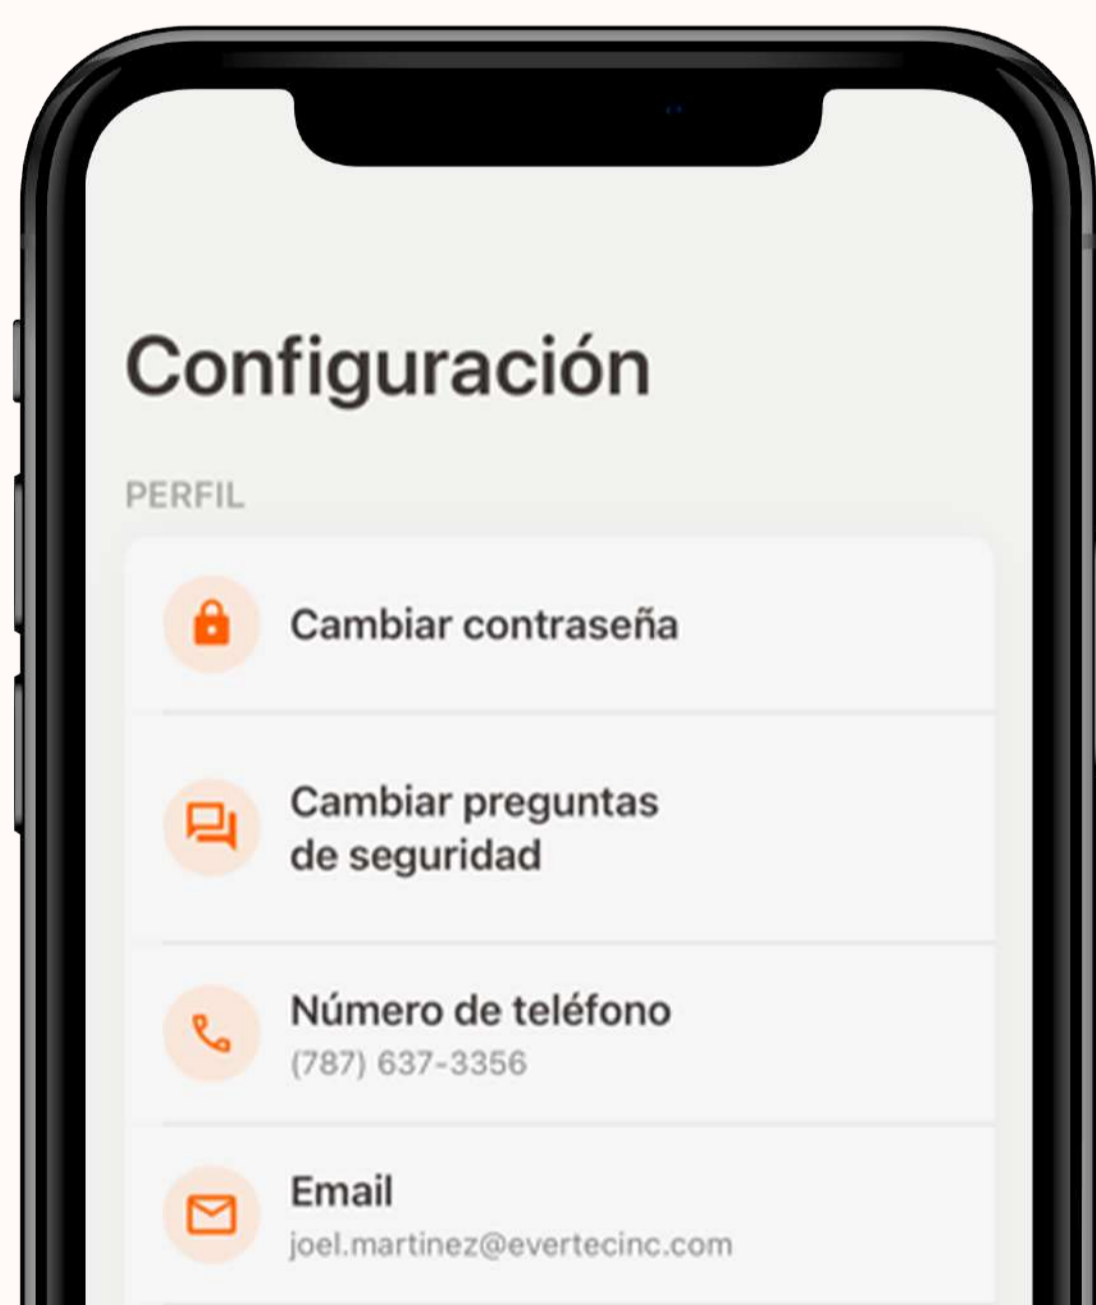 Configuración
PERFIL
Cambiar contraseña
Cambiar preguntas
de seguridad
Número de teléfono
(787) 637-3356
Email
joel.martinez@evertecinc.com